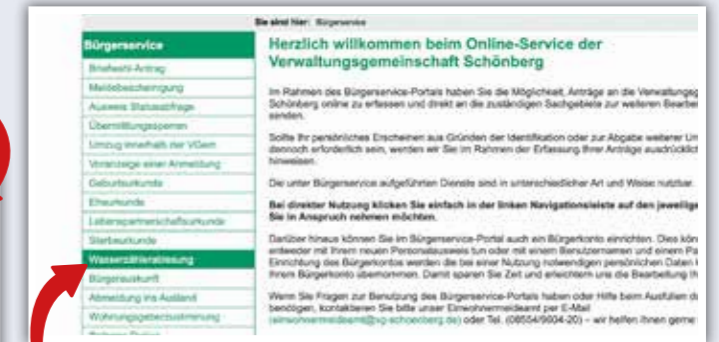 Sie sind hier: Bürgerservice
Bürgerservice
Briefwahl-Antrag
Meldebescheinigung
Ausweis Statusabfrage
Übermittlungssperren
Umzug innerhalb der VGem
Voranzeige einer Anmeldung
Geburtsurkunde
Eheurkunde
Lebenspartnerschaftsurkunde
Sterbeurkunde
Wasserzählerablesung
Bürgerauskunft
Abmeldung ins Ausland
Wohnungsgeberzustimmung
Herzlich willkommen beim Online-Service der
Verwaltungsgemeinschaft Schönberg
Im Rahmen des Bürgerservice-Portals haben Sie die Möglichkeit, Anträge an die Verwaltungsg
Schönberg online zu erfassen und direkt an die zuständigen Sachgebiete zur weiteren Bearbei
senden.
Sollte Ihr persönliches Erscheinen aus Gründen der Identifikation oder zur Abgabe weiterer Un
dennoch erforderlich sein, werden wir Sie im Rahmen der Erfassung Ihrer Anträge ausdrücklich
hinweisen.
Die unter Bürgerservice aufgeführten Dienste sind in unterschiedlicher Art und Weise nutzbar.
Bei direkter Nutzung klicken Sie einfach in der linken Navigationsleiste auf den jeweilige
Sie in Anspruch nehmen möchten.
Darüber hinaus können Sie im Bürgerservice-Portal auch ein Bürgerkonto einrichten. Dies kön
entweder mit Ihrem neuen Personalausweis tun oder mit einem Benutzernamen und einem Pa
Einrichtung des Bürgerkontos werden die bei einer Nutzung notwendigen persönlichen Daten
Ihrem Bürgerkonto übernommen. Damit sparen Sie Zeit und erleichtern uns die Bearbeitung Ih
Wenn Sie Fragen zur Benutzung des Bürgerservice-Portals haben oder Hilfe beim Ausfüllen de
benötigen, kontaktieren Sie bitte unser Einwohnermeldeamt per E-Mail
(einwohnermeldeamt@vg-schoenberg.de) oder Tel. (08554/9604-20) – wir helfen Ihnen gerne